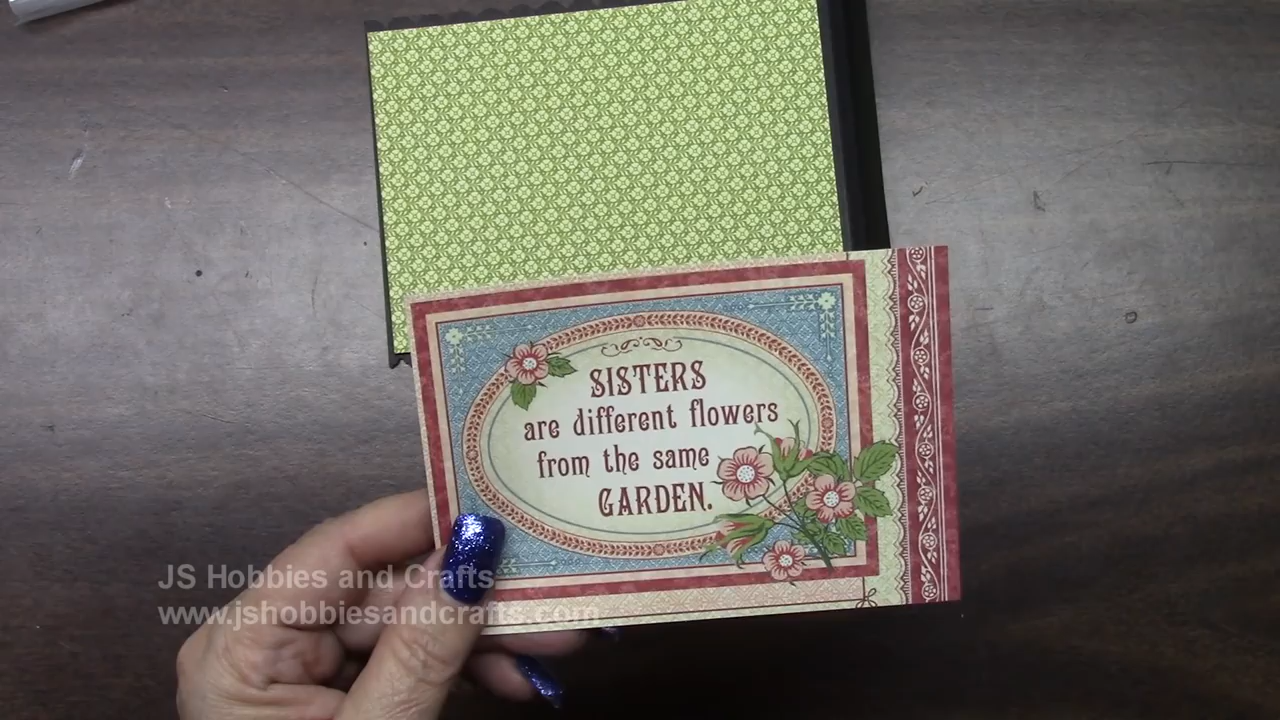 SISTERS
are different flowers
from the same
GARDEN.
JS Hobbies and Crafts
www.jshobbiesandcrafts.com